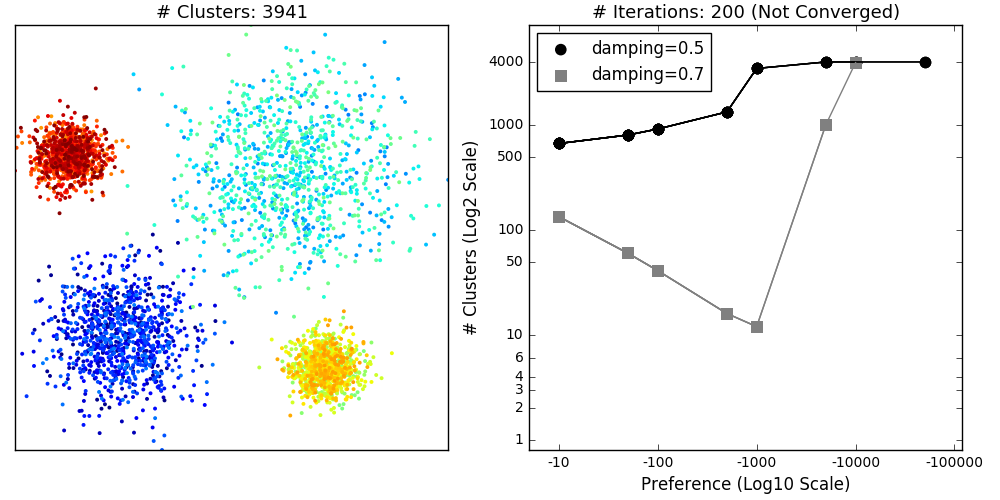 # Clusters: 3941
# Iterations: 200 (Not Converged)
damping=0.5
damping=0.7
# Clusters (Log2 Scale)
4000
1000
500
100
50
10
6
4
3
2
1
-10 -100 -1000 -10000 -100000
Preference (Log10 Scale)